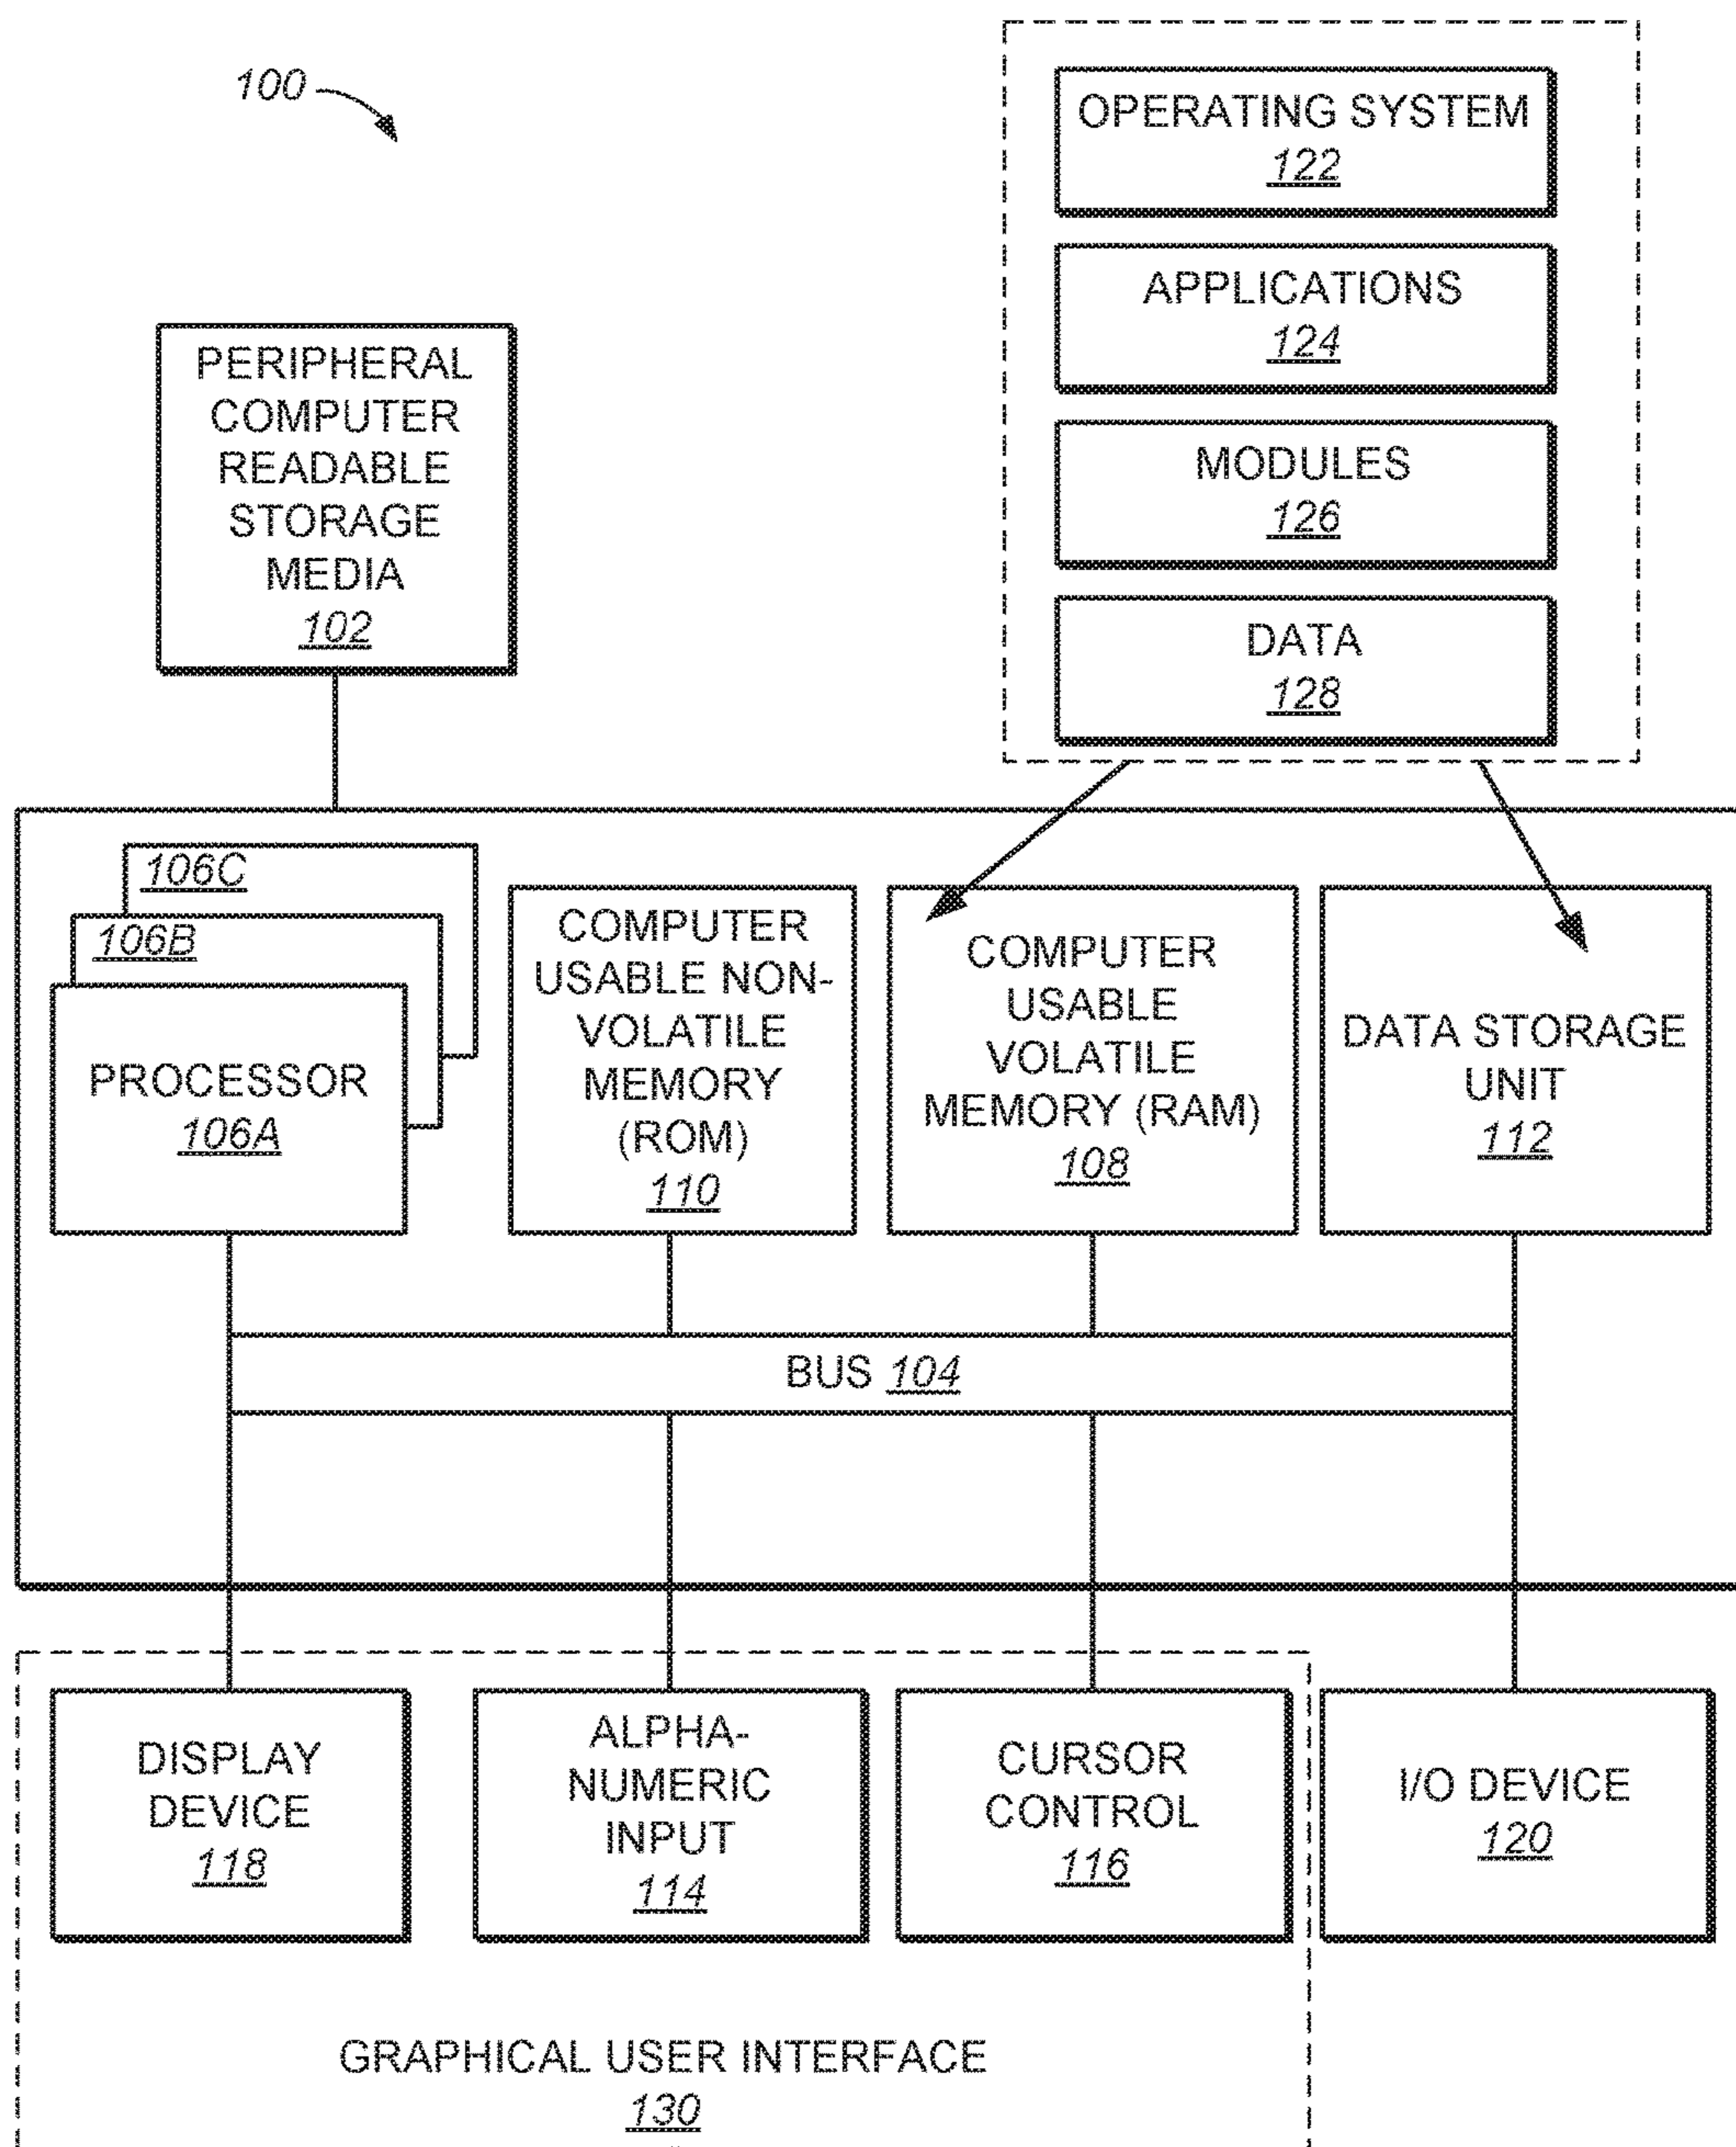 100
OPERATING SYSTEM
122
APPLICATIONS
124
MODULES
126
DATA
128
PERIPHERAL
COMPUTER
READABLE
STORAGE
MEDIA
102
106C
106B
PROCESSOR
106A
COMPUTER
USABLE NON-
VOLATILE
MEMORY
(ROM)
110
COMPUTER
USABLE
VOLATILE
MEMORY (RAM)
108
DATA STORAGE
UNIT
112
BUS 104
DISPLAY
DEVICE
118
ALPHA-
NUMERIC
INPUT
114
CURSOR
CONTROL
116
I/O DEVICE
120
GRAPHICAL USER INTERFACE
130